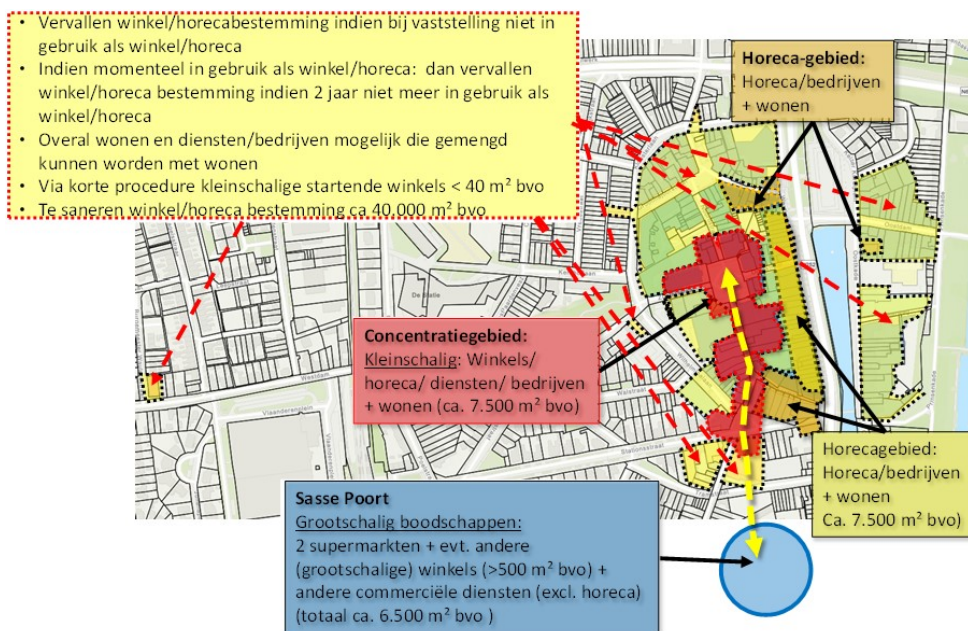 • Vervallen winkel/horecabestemming indien bij vaststelling niet in
gebruik als winkel/horeca
• Indien momenteel in gebruik als winkel/horeca: dan vervallen
winkel/horeca bestemming indien 2 jaar niet meer in gebruik als
winkel/horeca
• Overal wonen en diensten/bedrijven mogelijk die gemengd
kunnen worden met wonen
• Via korte procedure kleinschalige startende winkels < 40 m² bvo
• Te saneren winkel/horeca bestemming ca 40.000 m² bvo
Horeca-gebied:
Horeca/bedrijven
+ wonen
Concentratiegebied:
Kleinschalig: Winkels/
horeca/ diensten/ bedrijven
+ wonen (ca. 7.500 m² bvo)
Horecagebied:
Horeca/bedrijven
+ wonen
Ca. 7.500 m² bvo)
Sasse Poort
Grootschalig boodschappen:
2 supermarkten + evt. andere
(grootschalige) winkels (>500 m² bvo) +
andere commerciële diensten (excl. horeca)
(totaal ca. 6.500 m² bvo )
Westdam
Walstraat
Stationsstraat